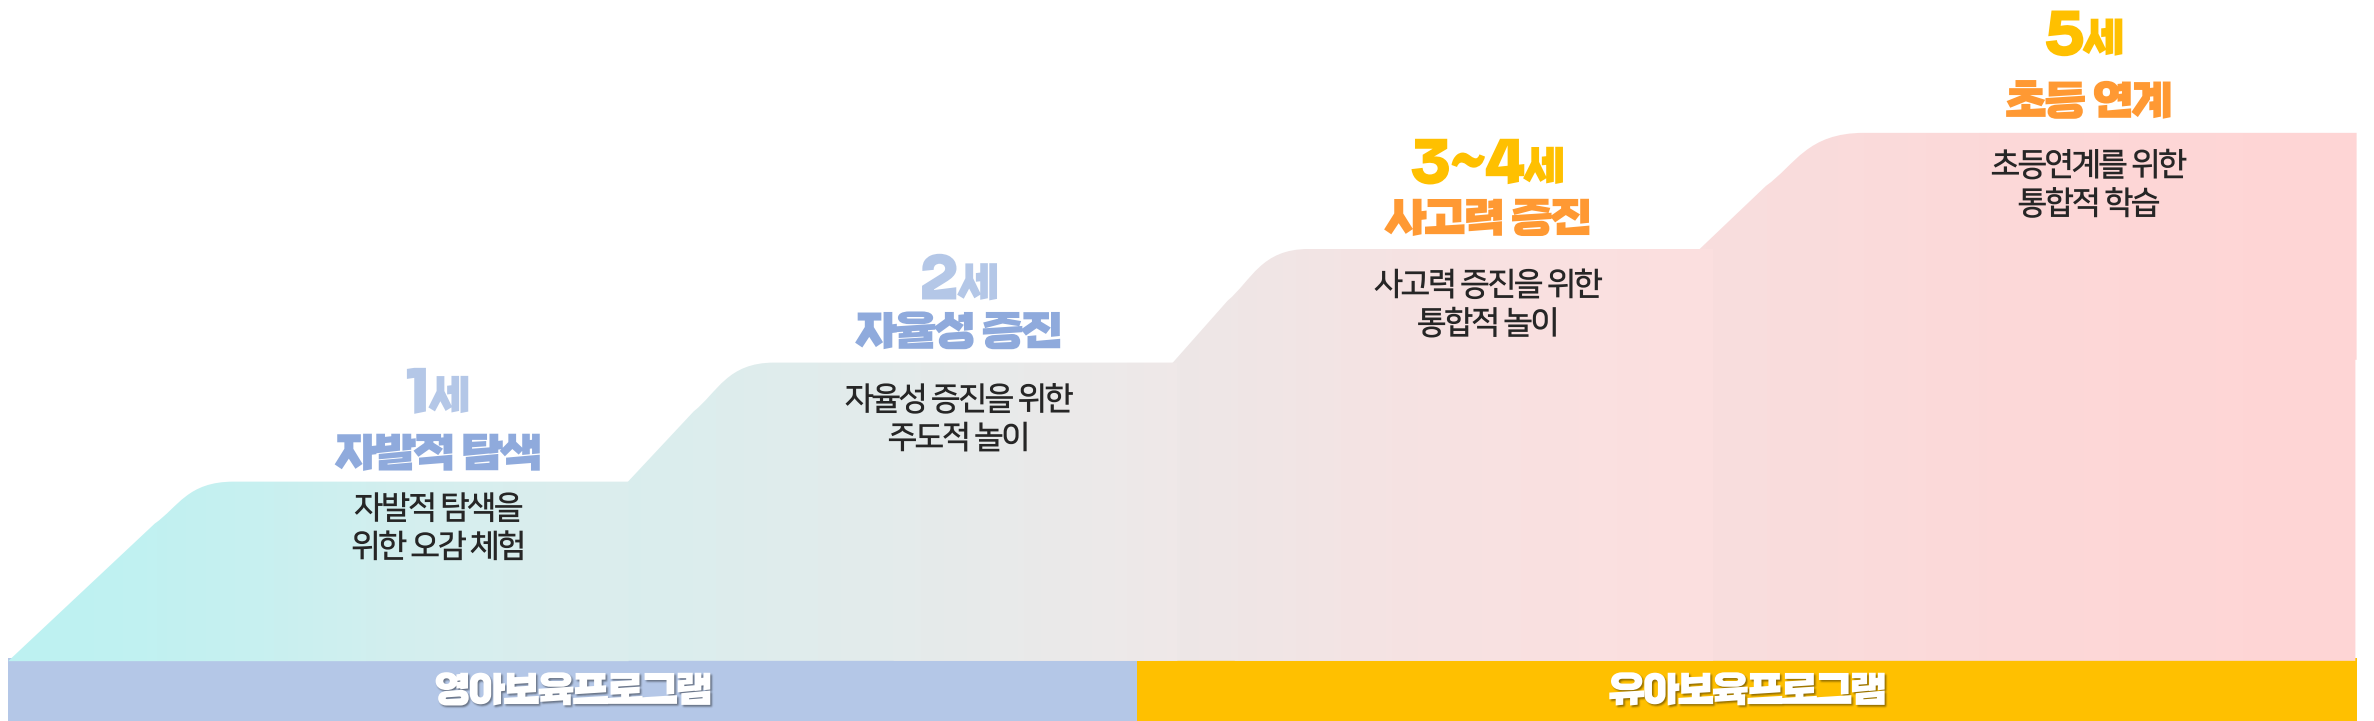 1세
자발적 탐색
자발적 탐색을
위한 오감 체험
2세
자율성 증진
자율성 증진을 위한
주도적 놀이
3~4세
사고력 증진
사고력 증진을 위한
통합적 놀이
5세
초등 연계
초등연계를 위한
통합적 학습
영아보육프로그램
유아보육프로그램